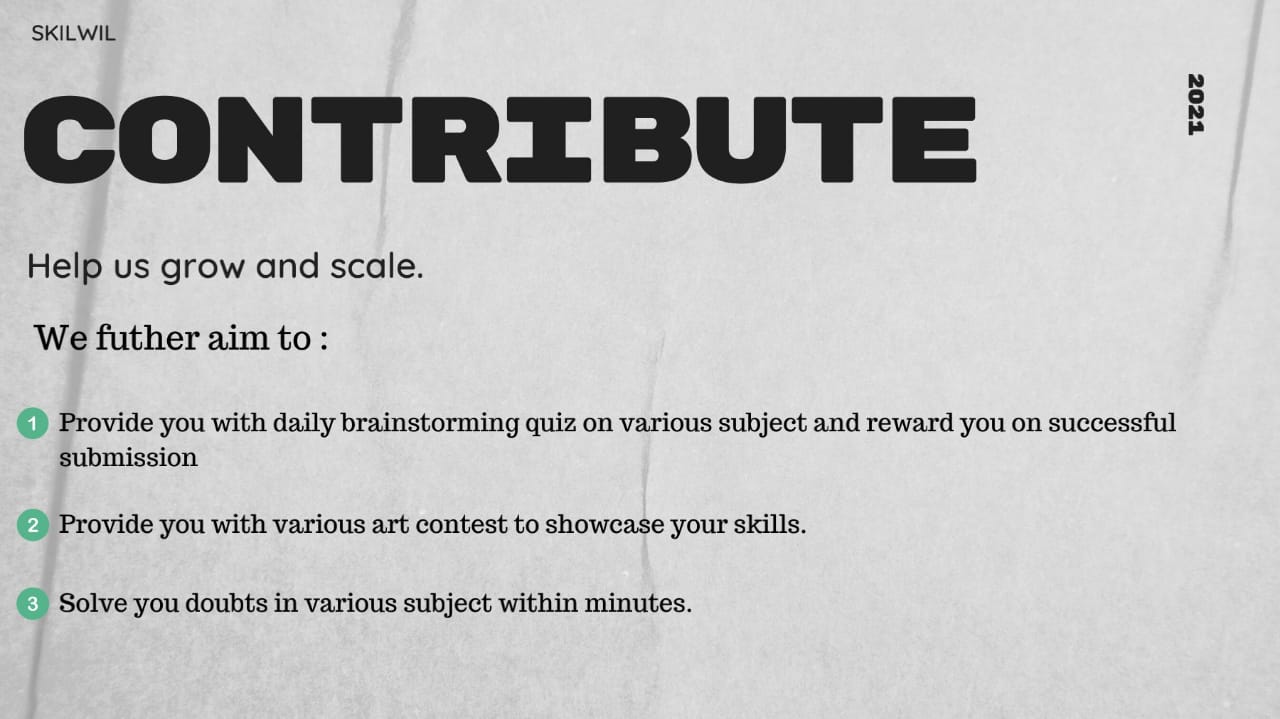 SKILWIL
2021
CONTRIBUTE
Help us grow and scale.
We futher aim to :
1 Provide you with daily brainstorming quiz on various subject and reward you on successful
submission
2 Provide you with various art contest to showcase your skills.
3 Solve you doubts in various subject within minutes.